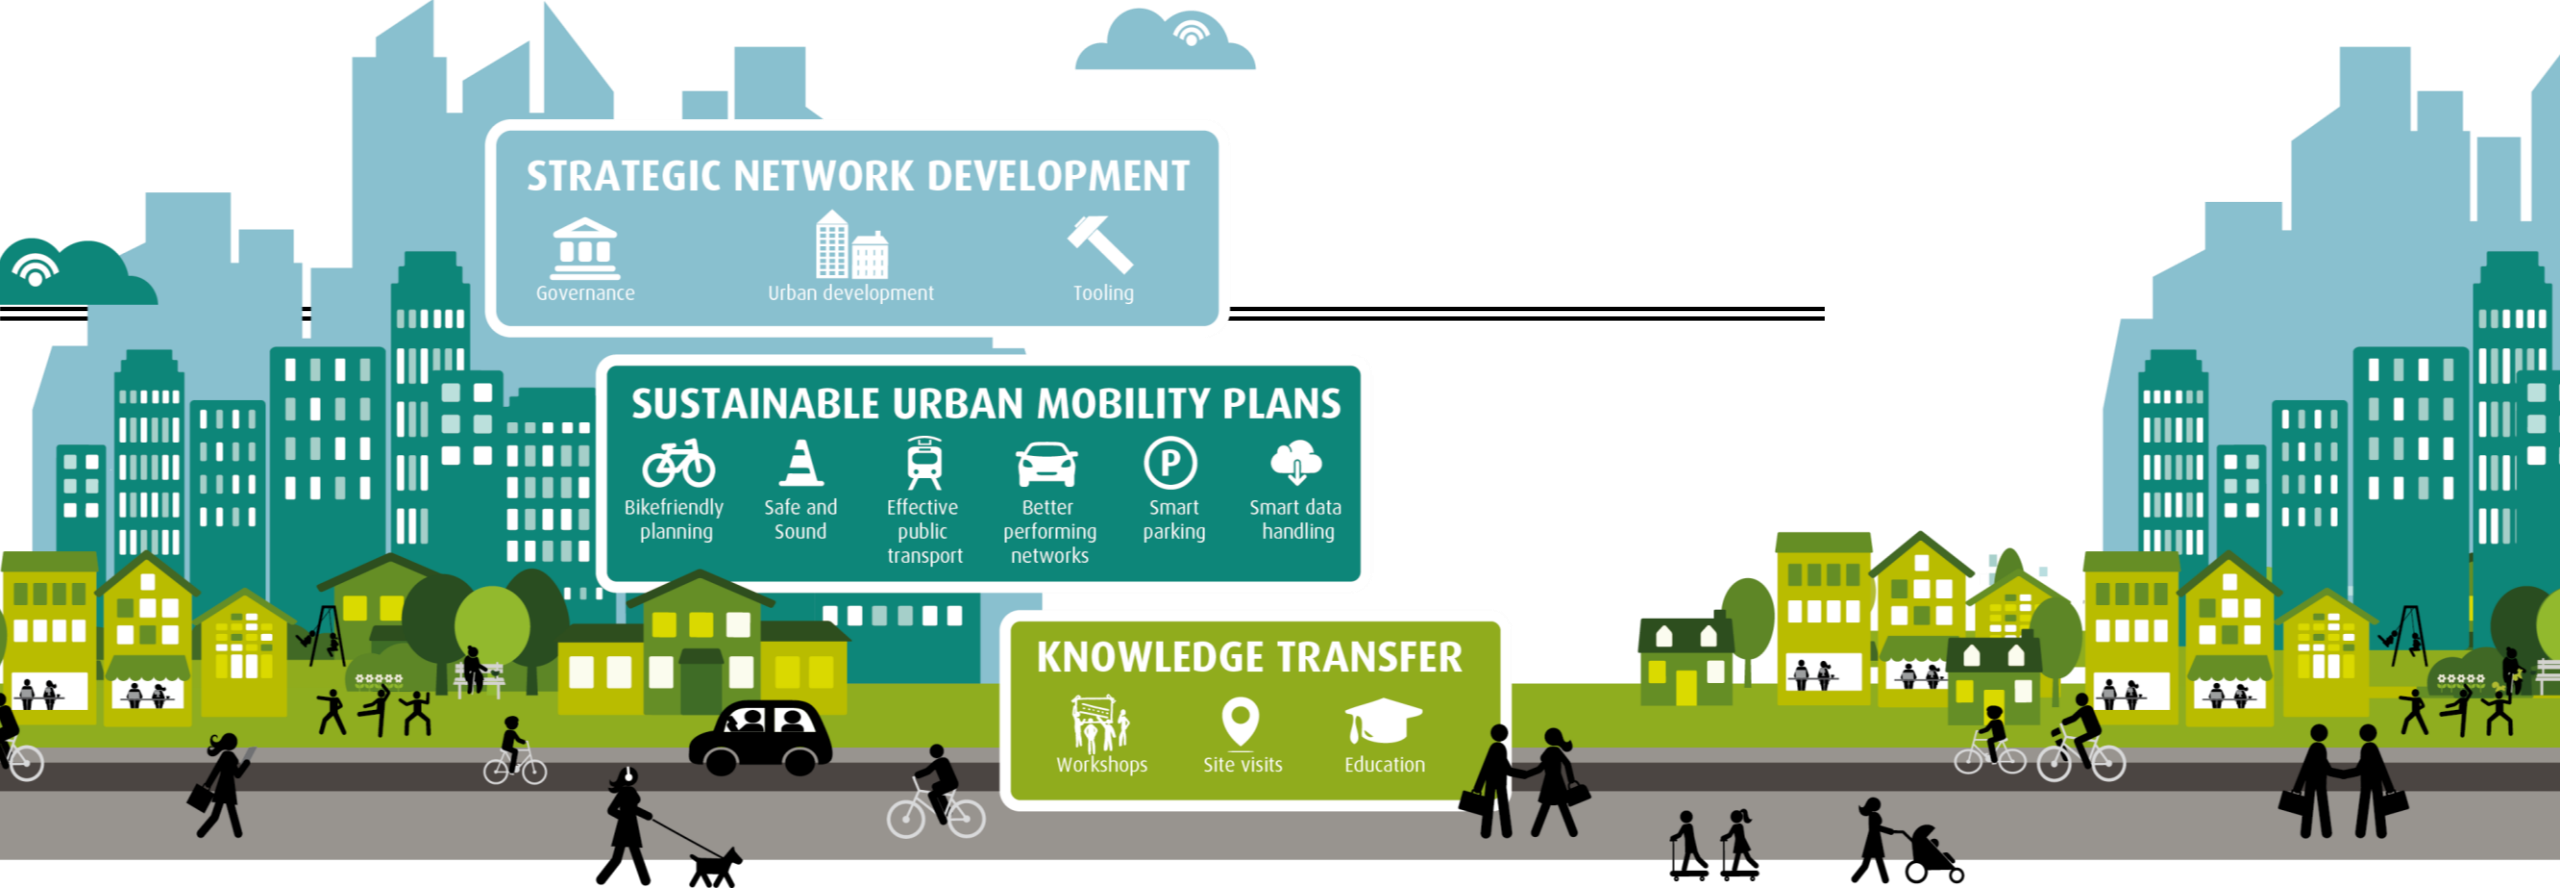 STRATEGIC NETWORK DEVELOPMENT
Governance
Urban development
Tooling
SUSTAINABLE URBAN MOBILITY PLANS
P
Bikefriendly
planning
Safe and
Sound
Effective
public
transport
Better
performing
networks
Smart
parking
Smart data
handling
KNOWLEDGE TRANSFER
Workshops
Site visits
Education